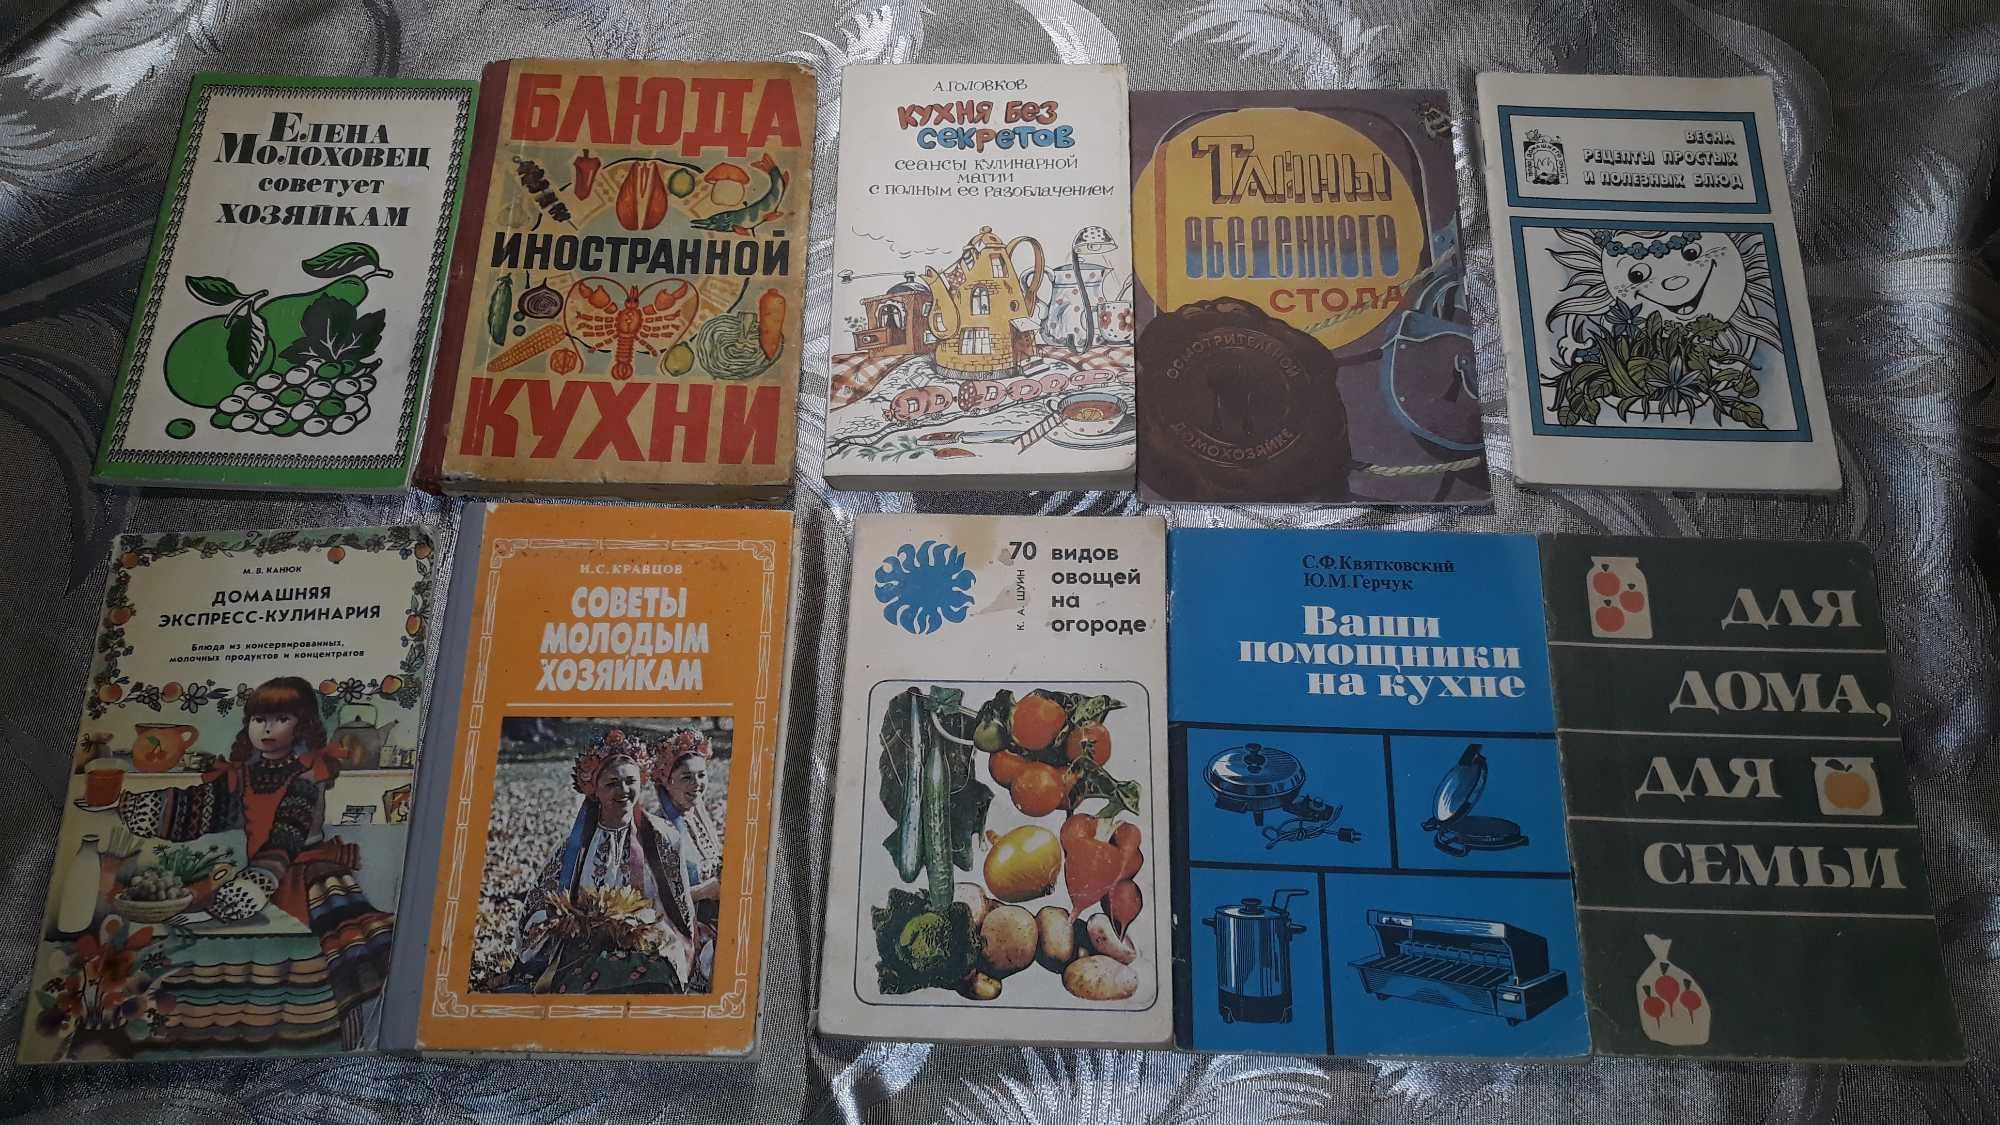 Елена
Молоховец
советует
хозяйкам
БЛЮДА
ИНОСТРАННОЙ
КУХНИ
А.Головков
КУХНЯ БЕЗ
СЕКРЕТОВ
сеансы кулинарной
магии
с полным ее разоблачением
ТАЙНЫ
ОБЕДЕННОГО
СТОЛА
ОСМОТРИТЕЛЬНОЙ
ДОМОХОЗЯЙКЕ
ВЕСНА
РЕЦЕПТЫ ПРОСТЫХ
И ПОЛЕЗНЫХ БЛЮД
М. В. КАНЮК
ДОМАШНЯЯ
ЭКСПРЕСС-КУЛИНАРИЯ
Блюда из консервированных,
молочных продуктов и концентратов
И.С.КРАВЦОВ
СОВЕТЫ
МОЛОДЫМ
ХОЗЯЙКАМ
К. А. ШУИН
70 видов
овощей
на
огороде
С.Ф.Квятковский
Ю.М.Герчук
Ваши
помощники
на кухне
ДЛЯ
ДОМА,
ДЛЯ
СЕМЬИ